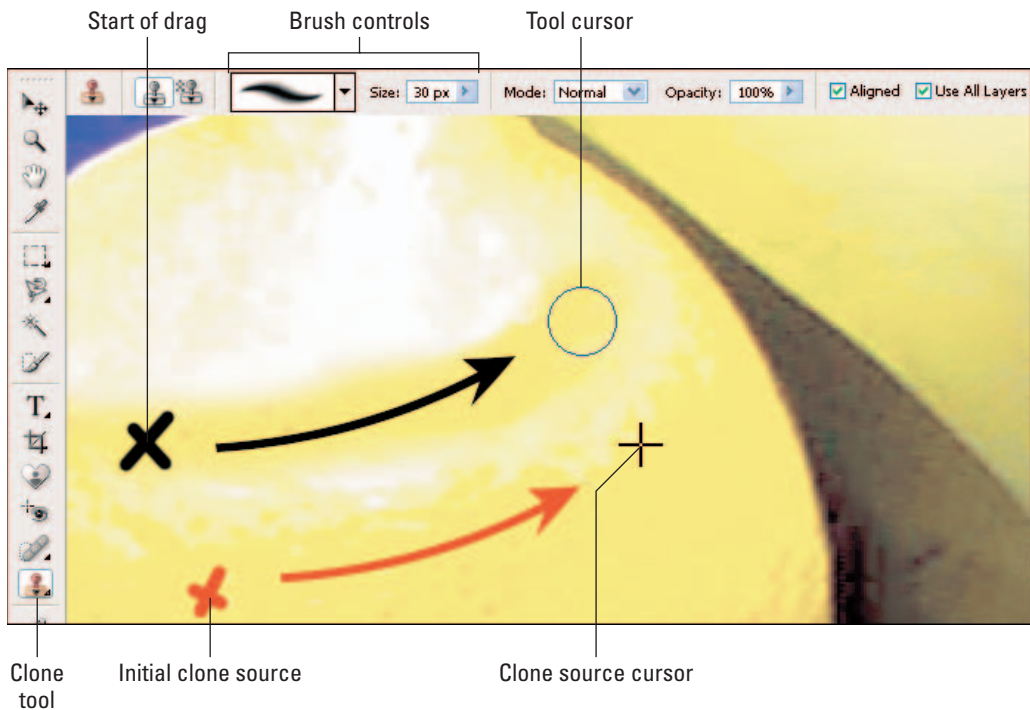 Start of drag
Brush controls
Tool cursor
Size: 30 px
Mode: Normal
Opacity: 100%
Aligned
Use All Layers
T
Clone tool
Initial clone source
Clone source cursor